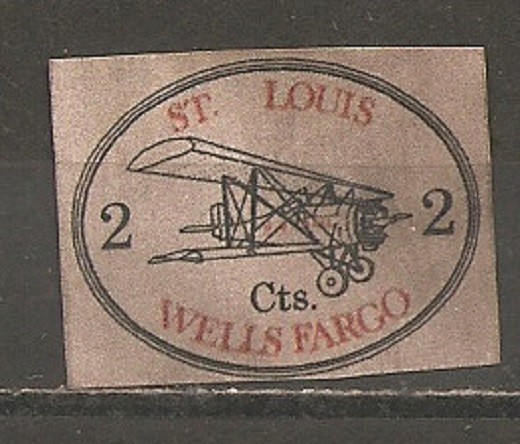 ST. LOUIS
2 2
Cts.
WELLS FARGO